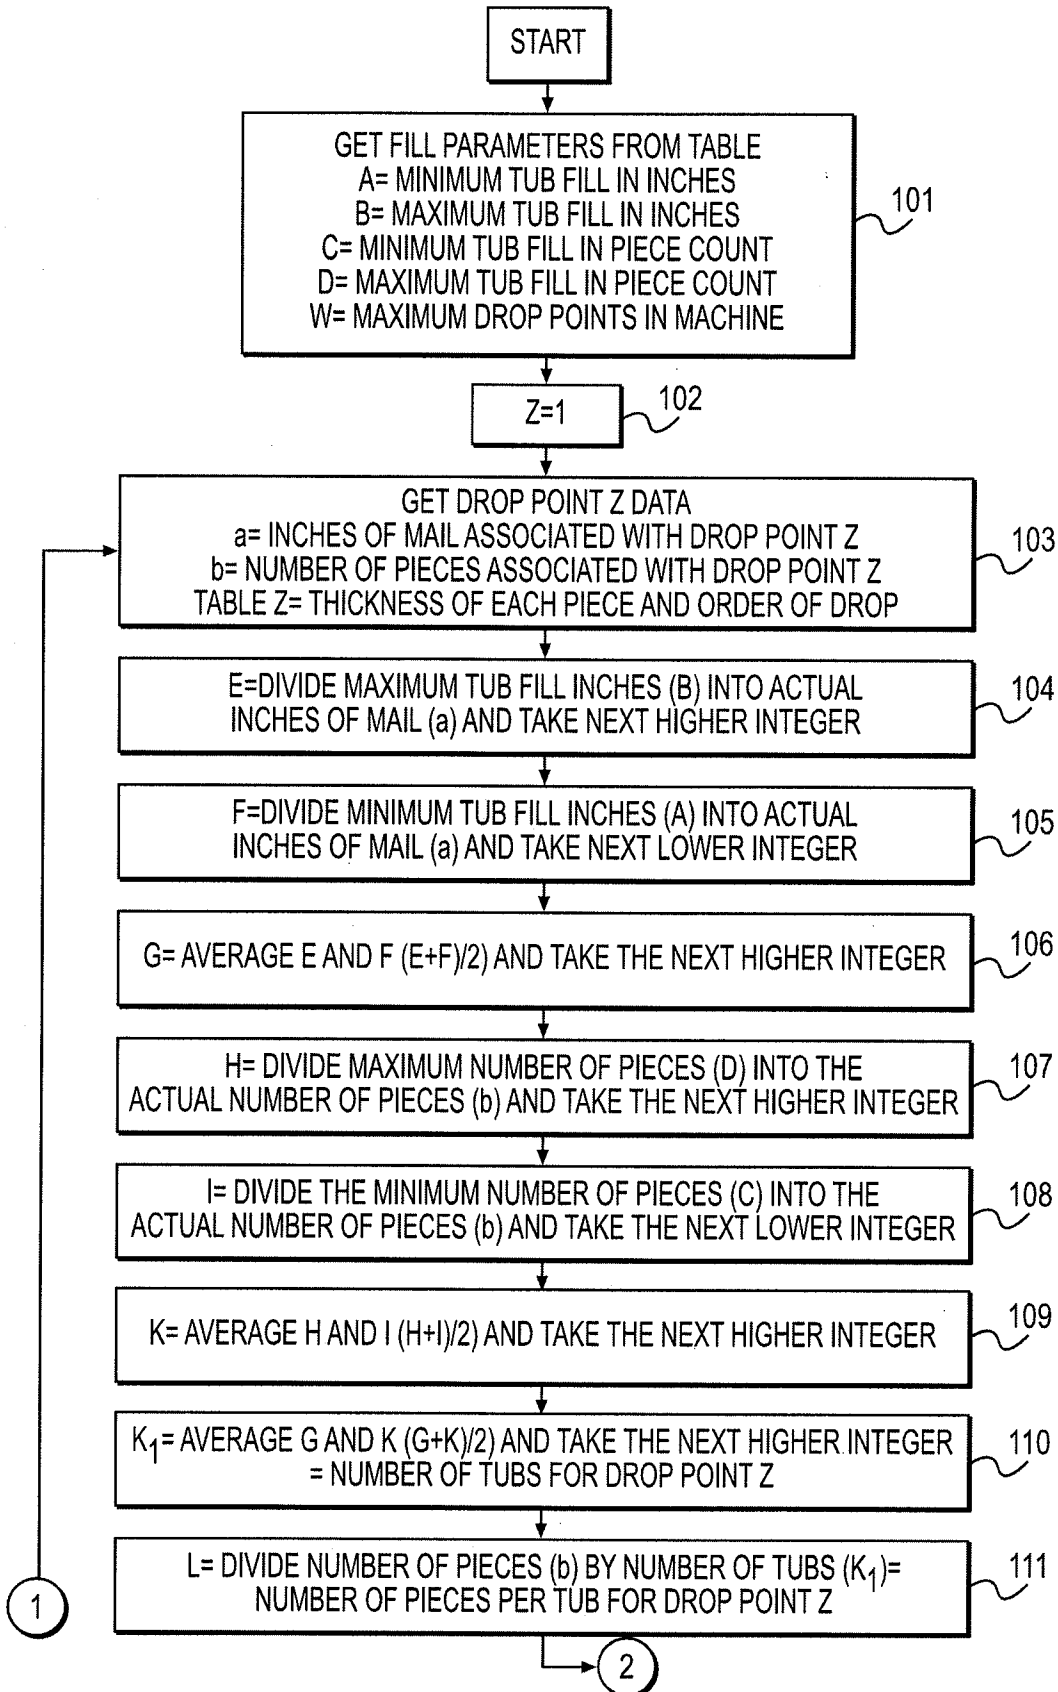 START
GET FILL PARAMETERS FROM TABLE
A= MINIMUM TUB FILL IN INCHES
B= MAXIMUM TUB FILL IN INCHES
C= MINIMUM TUB FILL IN PIECE COUNT
D= MAXIMUM TUB FILL IN PIECE COUNT
W= MAXIMUM DROP POINTS IN MACHINE
101
Z=1
102
GET DROP POINT Z DATA
a= INCHES OF MAIL ASSOCIATED WITH DROP POINT Z
b= NUMBER OF PIECES ASSOCIATED WITH DROP POINT Z
TABLE Z= THICKNESS OF EACH PIECE AND ORDER OF DROP
103
E=DIVIDE MAXIMUM TUB FILL INCHES (B) INTO ACTUAL
INCHES OF MAIL (a) AND TAKE NEXT HIGHER INTEGER
104
F=DIVIDE MINIMUM TUB FILL INCHES (A) INTO ACTUAL
INCHES OF MAIL (a) AND TAKE NEXT LOWER INTEGER
105
G= AVERAGE E AND F (E+F)/2) AND TAKE THE NEXT HIGHER INTEGER
106
H= DIVIDE MAXIMUM NUMBER OF PIECES (D) INTO THE
ACTUAL NUMBER OF PIECES (b) AND TAKE THE NEXT HIGHER INTEGER
107
I= DIVIDE THE MINIMUM NUMBER OF PIECES (C) INTO THE
ACTUAL NUMBER OF PIECES (b) AND TAKE THE NEXT LOWER INTEGER
108
K= AVERAGE H AND I (H+I)/2) AND TAKE THE NEXT HIGHER INTEGER
109
K1= AVERAGE G AND K (G+K)/2) AND TAKE THE NEXT HIGHER INTEGER
= NUMBER OF TUBS FOR DROP POINT Z
110
L= DIVIDE NUMBER OF PIECES (b) BY NUMBER OF TUBS (K1)=
NUMBER OF PIECES PER TUB FOR DROP POINT Z
111
1
2